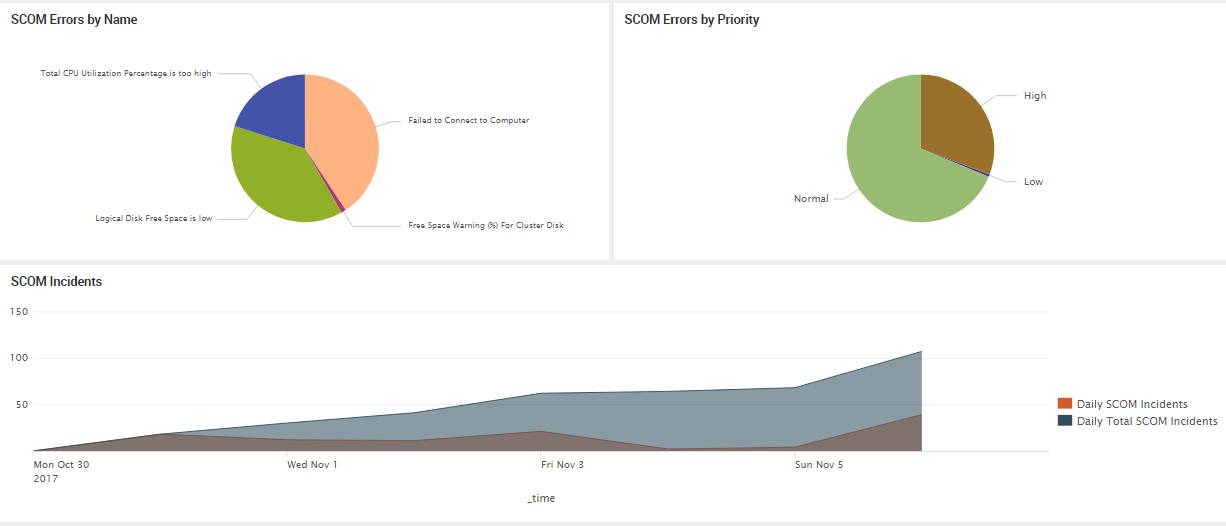 SCOM Errors by Name
Total CPU Utilization Percentage is too high
Failed to Connect to Computer
Logical Disk Free Space is low
Free Space Warning (%) For Cluster Disk
SCOM Errors by Priority
High
Low
Normal
SCOM Incidents
150
100
50
Mon Oct 30
2017
Wed Nov 1
Fri Nov 3
Sun Nov 5
_time
Daily SCOM Incidents
Daily Total SCOM Incidents